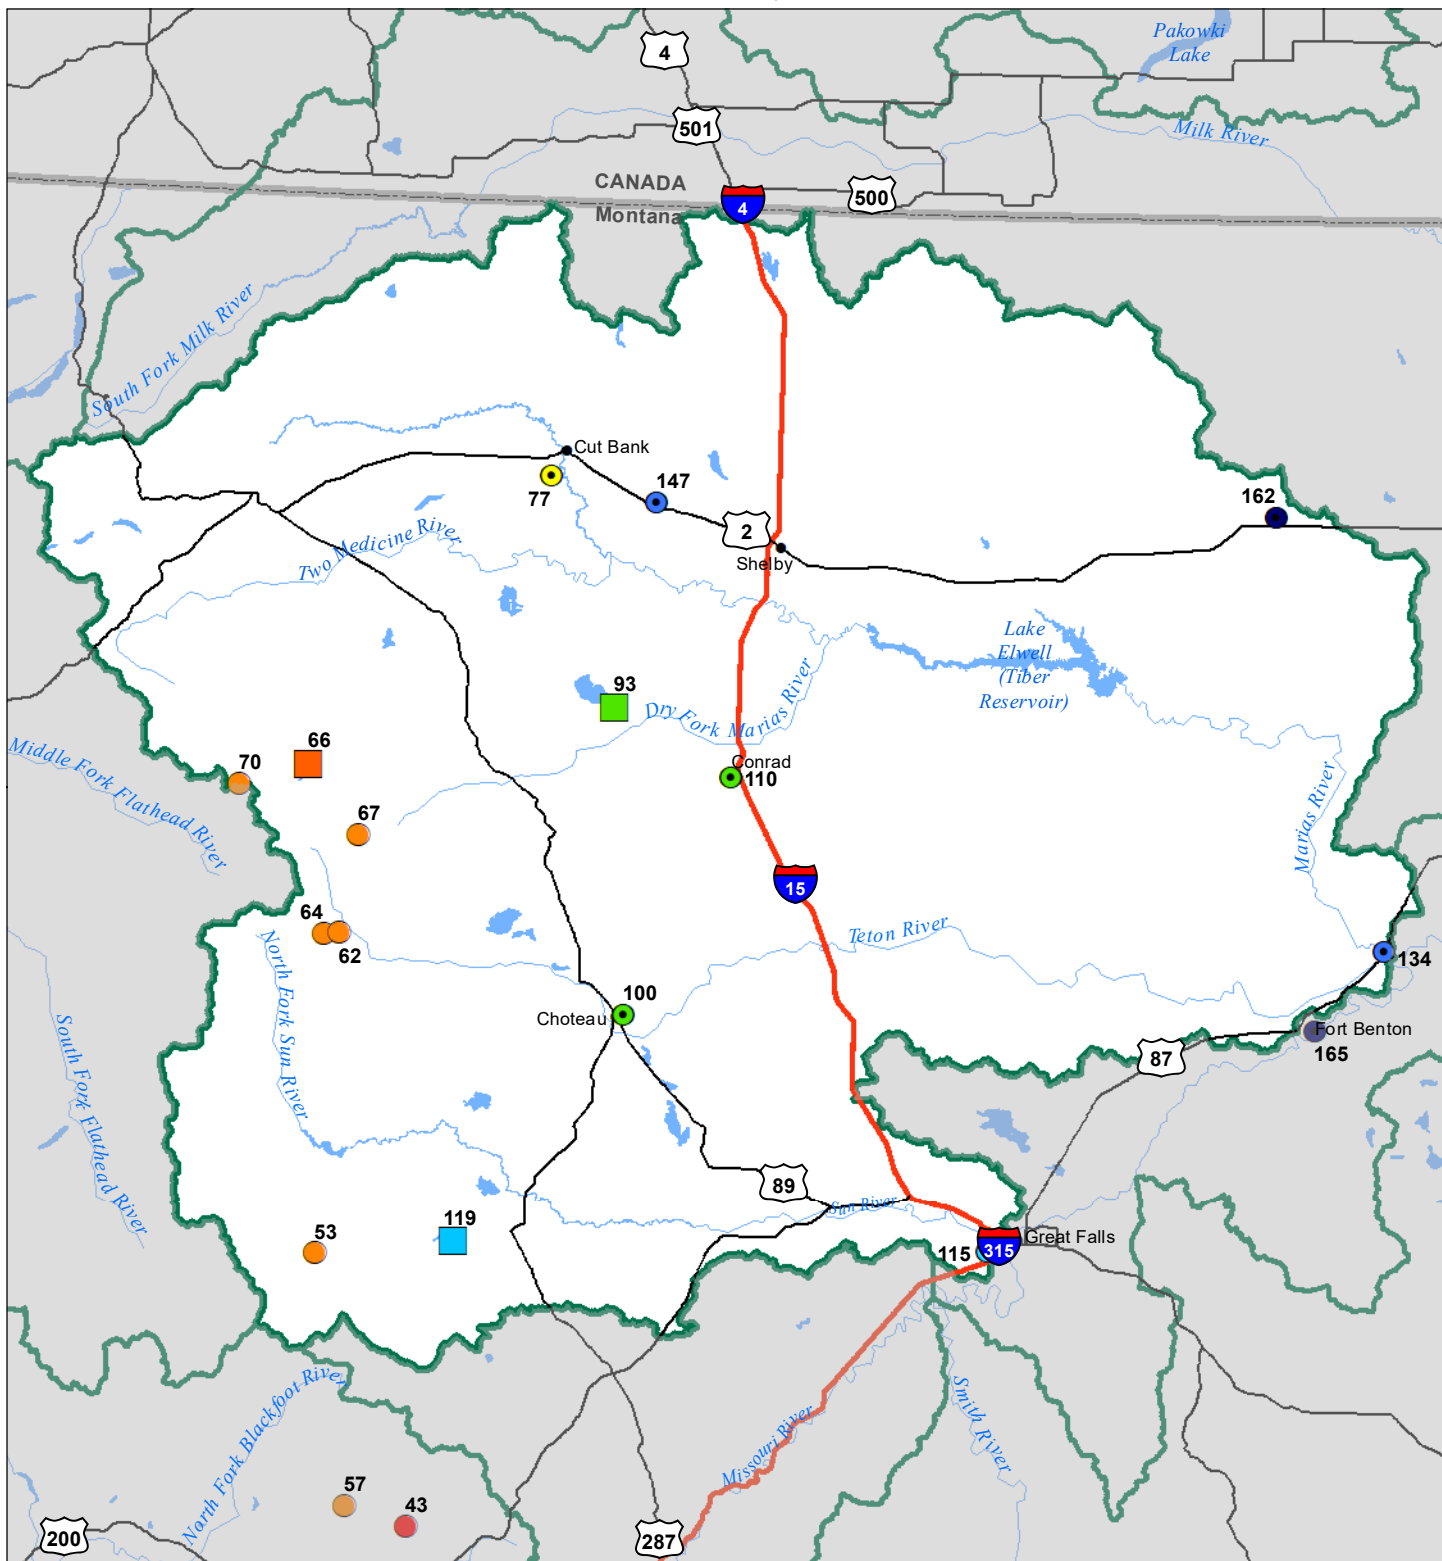 Pakowki
Lake
4
501
Milk River
CANADA
500
4
Montana
South Fork Milk River
Cut Bank
77
147
162
2
Two Medicine River
Shelby
Lake
Elwell
(Tiber
Reservoir)
93
Dry Fork Marias River
66
Middle Fork Flathead River
70
Conrad
110
67
Marias River
15
64
62
North Fork Sun River
Teton River
134
100
Choteau
South Fork Flathead River
Fort Benton
165
87
89
Sun River
119
53
115
315
Great Falls
North Fork Blackfoot River
Missouri River
Smith River
57
43
200
287